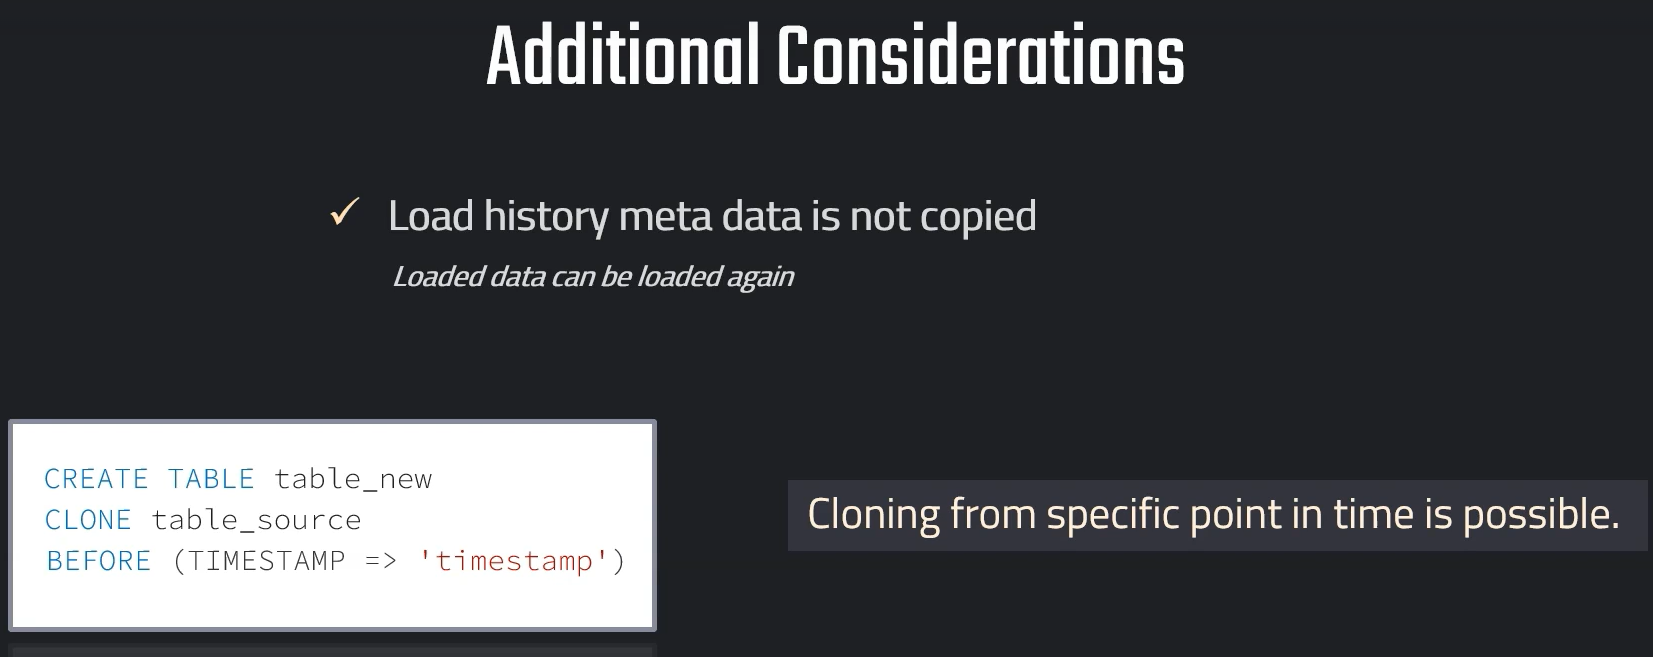 Additional Considerations
✓ Load history meta data is not copied
Loaded data can be loaded again
CREATE TABLE table_new
CLONE table_source
BEFORE (TIMESTAMP => 'timestamp')
Cloning from specific point in time is possible.